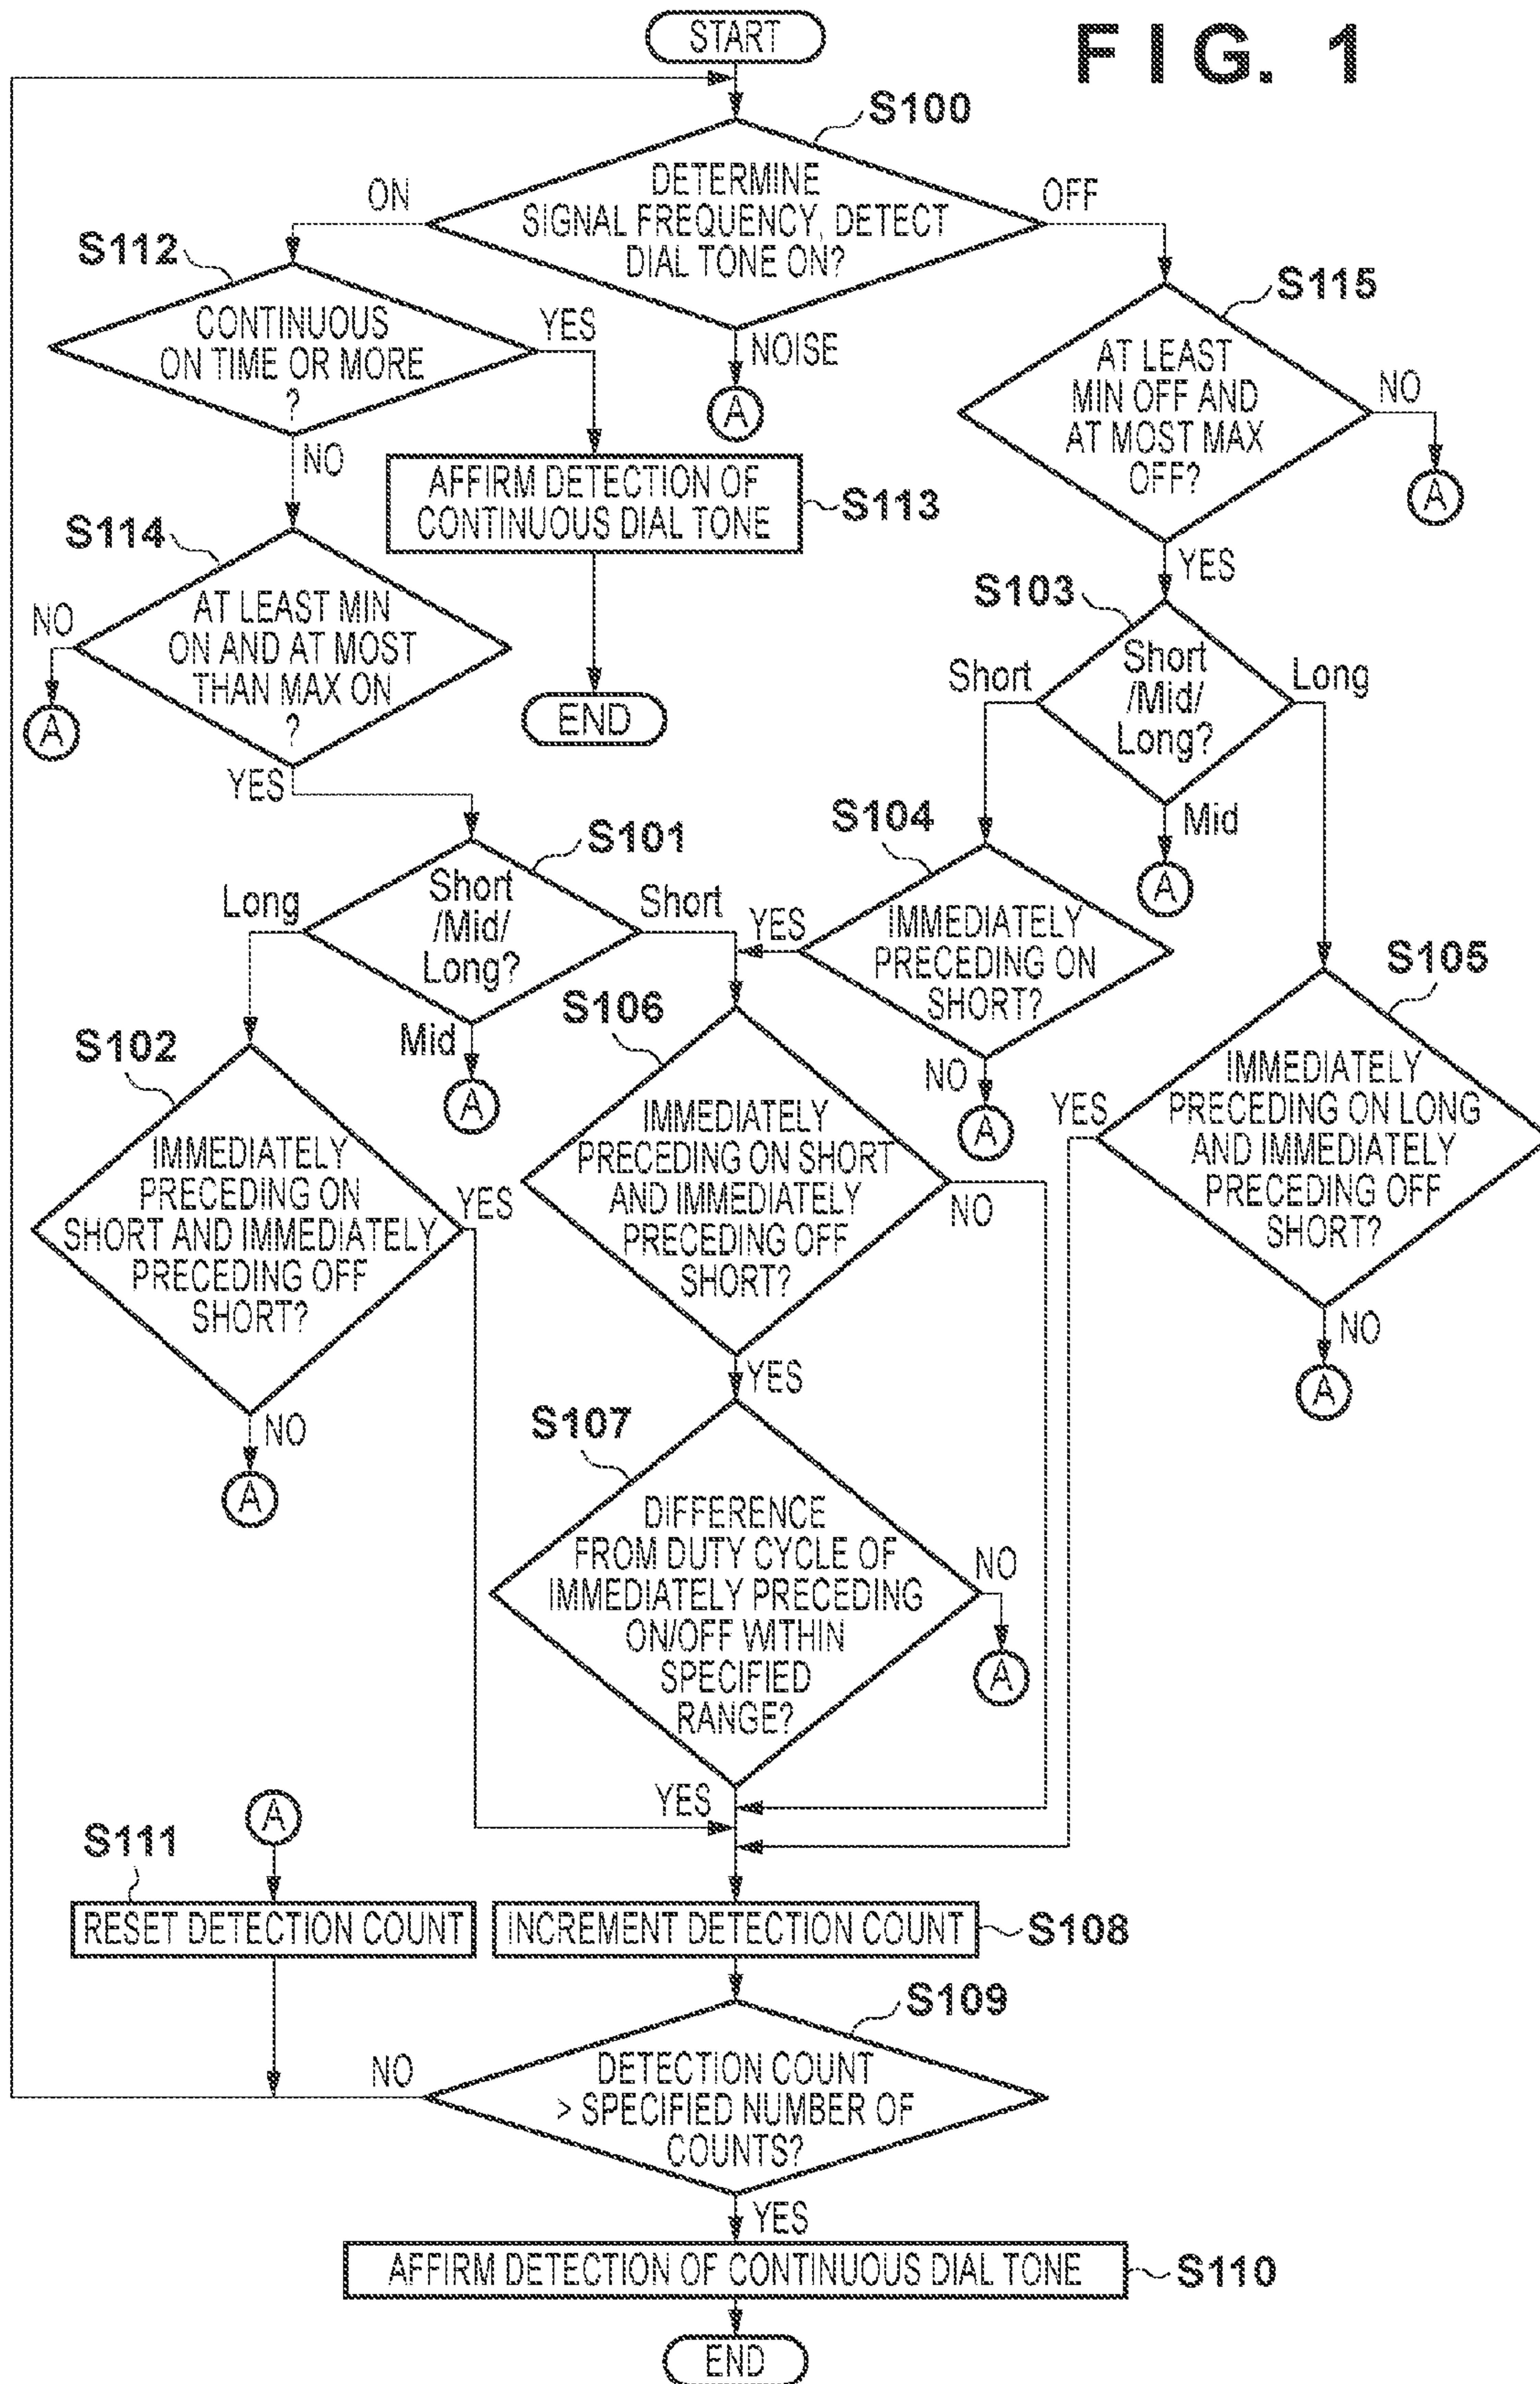 START
FIG. 1
S100
DETERMINE
SIGNAL FREQUENCY, DETECT
DIAL TONE ON?
ON
OFF
NOISE
A
S112
CONTINUOUS
ON TIME OR MORE
?
YES
NO
S115
AT LEAST
MIN OFF AND
AT MOST MAX
OFF?
NO
A
YES
AFFIRM DETECTION OF
CONTINUOUS DIAL TONE
S113
END
S114
AT LEAST MIN
ON AND AT MOST
THAN MAX ON
?
NO
A
YES
S103
Short
/Mid/
Long?
Short
Long
Mid
A
S101
Short
/Mid/
Long?
Long
Short
Mid
A
S104
IMMEDIATELY
PRECEDING ON
SHORT?
YES
NO
A
S105
IMMEDIATELY
PRECEDING ON LONG
AND IMMEDIATELY
PRECEDING OFF
SHORT?
YES
NO
A
S102
IMMEDIATELY
PRECEDING ON
SHORT AND IMMEDIATELY
PRECEDING OFF
SHORT?
YES
NO
A
S106
IMMEDIATELY
PRECEDING ON SHORT
AND IMMEDIATELY
PRECEDING OFF
SHORT?
NO
YES
S107
DIFFERENCE
FROM DUTY CYCLE OF
IMMEDIATELY PRECEDING
ON/OFF WITHIN
SPECIFIED
RANGE?
NO
A
YES
A
S111
RESET DETECTION COUNT
INCREMENT DETECTION COUNT
S108
S109
DETECTION COUNT
> SPECIFIED NUMBER OF
COUNTS?
NO
YES
AFFIRM DETECTION OF CONTINUOUS DIAL TONE
S110
END